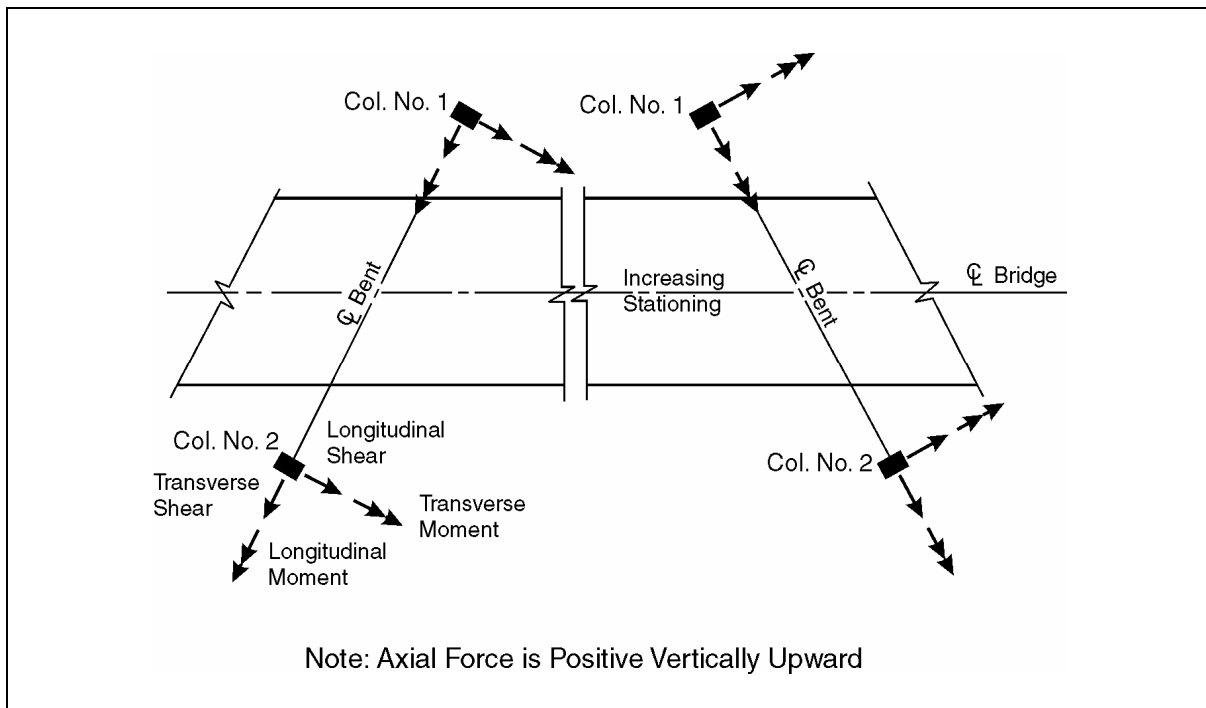 Col. No. 1
Col. No. 1
℄ Bent
Increasing
Stationing
℄ Bent
℄ Bridge
Col. No. 2
Longitudinal
Shear
Col. No. 2
Transverse
Shear
Transverse
Moment
Longitudinal
Moment
Note: Axial Force is Positive Vertically Upward